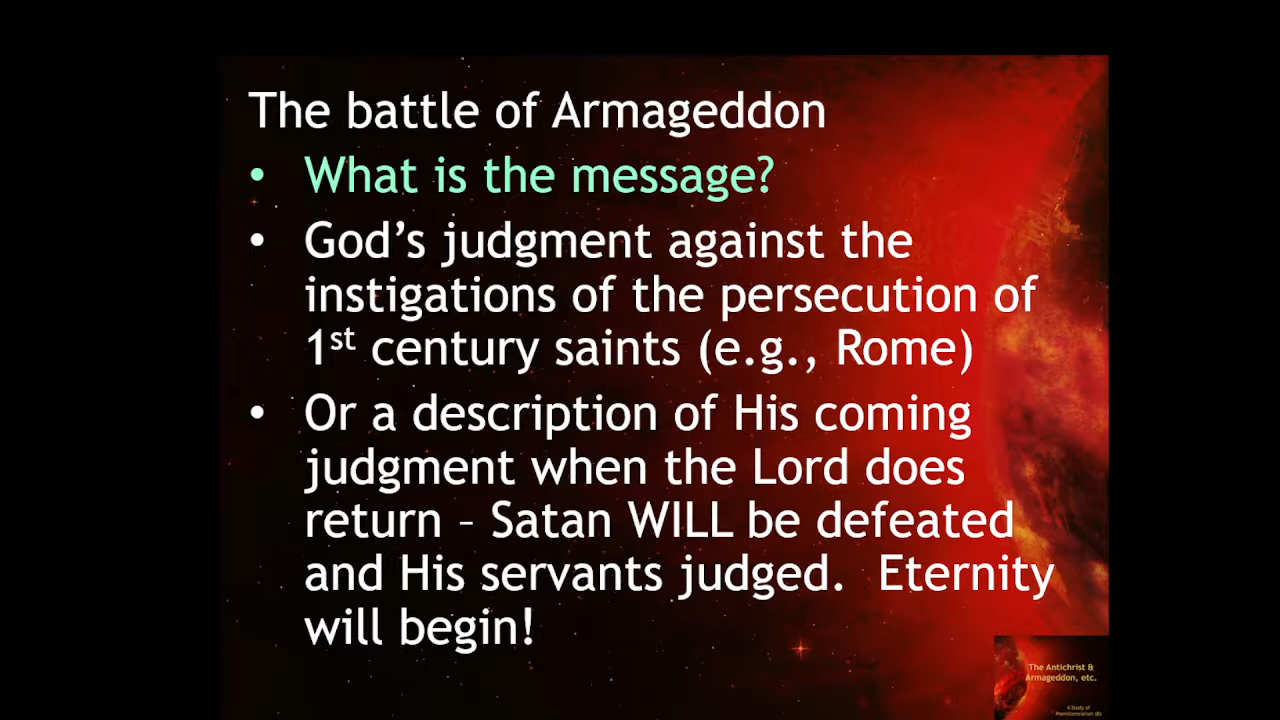 The battle of Armageddon
• What is the message?
• God’s judgment against the
instigations of the persecution of
1st century saints (e.g., Rome)
• Or a description of His coming
judgment when the Lord does
return – Satan WILL be defeated
and His servants judged.  Eternity
will begin!
The Antichrist &
Armageddon, etc.
A Study of